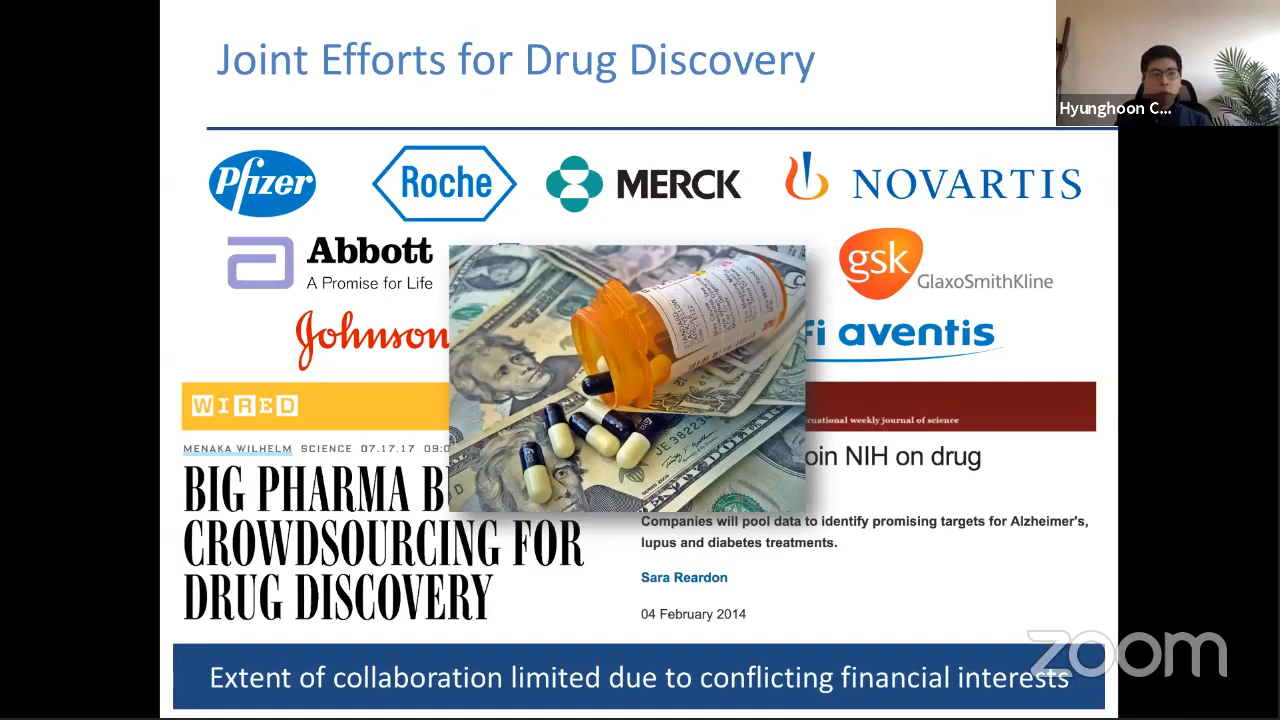 Joint Efforts for Drug Discovery
Hyunghoon C...
Pfizer
Roche
MERCK
NOVARTIS
Abbott
A Promise for Life
gsk
GlaxoSmithKline
Johnson
fi aventis
WIRED
MENAKA WILHELM SCIENCE 07.17.17 09:0
BIG PHARMA B
CROWDSOURCING FOR
DRUG DISCOVERY
rnational weekly journal of science
oin NIH on drug
Companies will pool data to identify promising targets for Alzheimer's,
lupus and diabetes treatments.
Sara Reardon
04 February 2014
Extent of collaboration limited due to conflicting financial interests
zoom